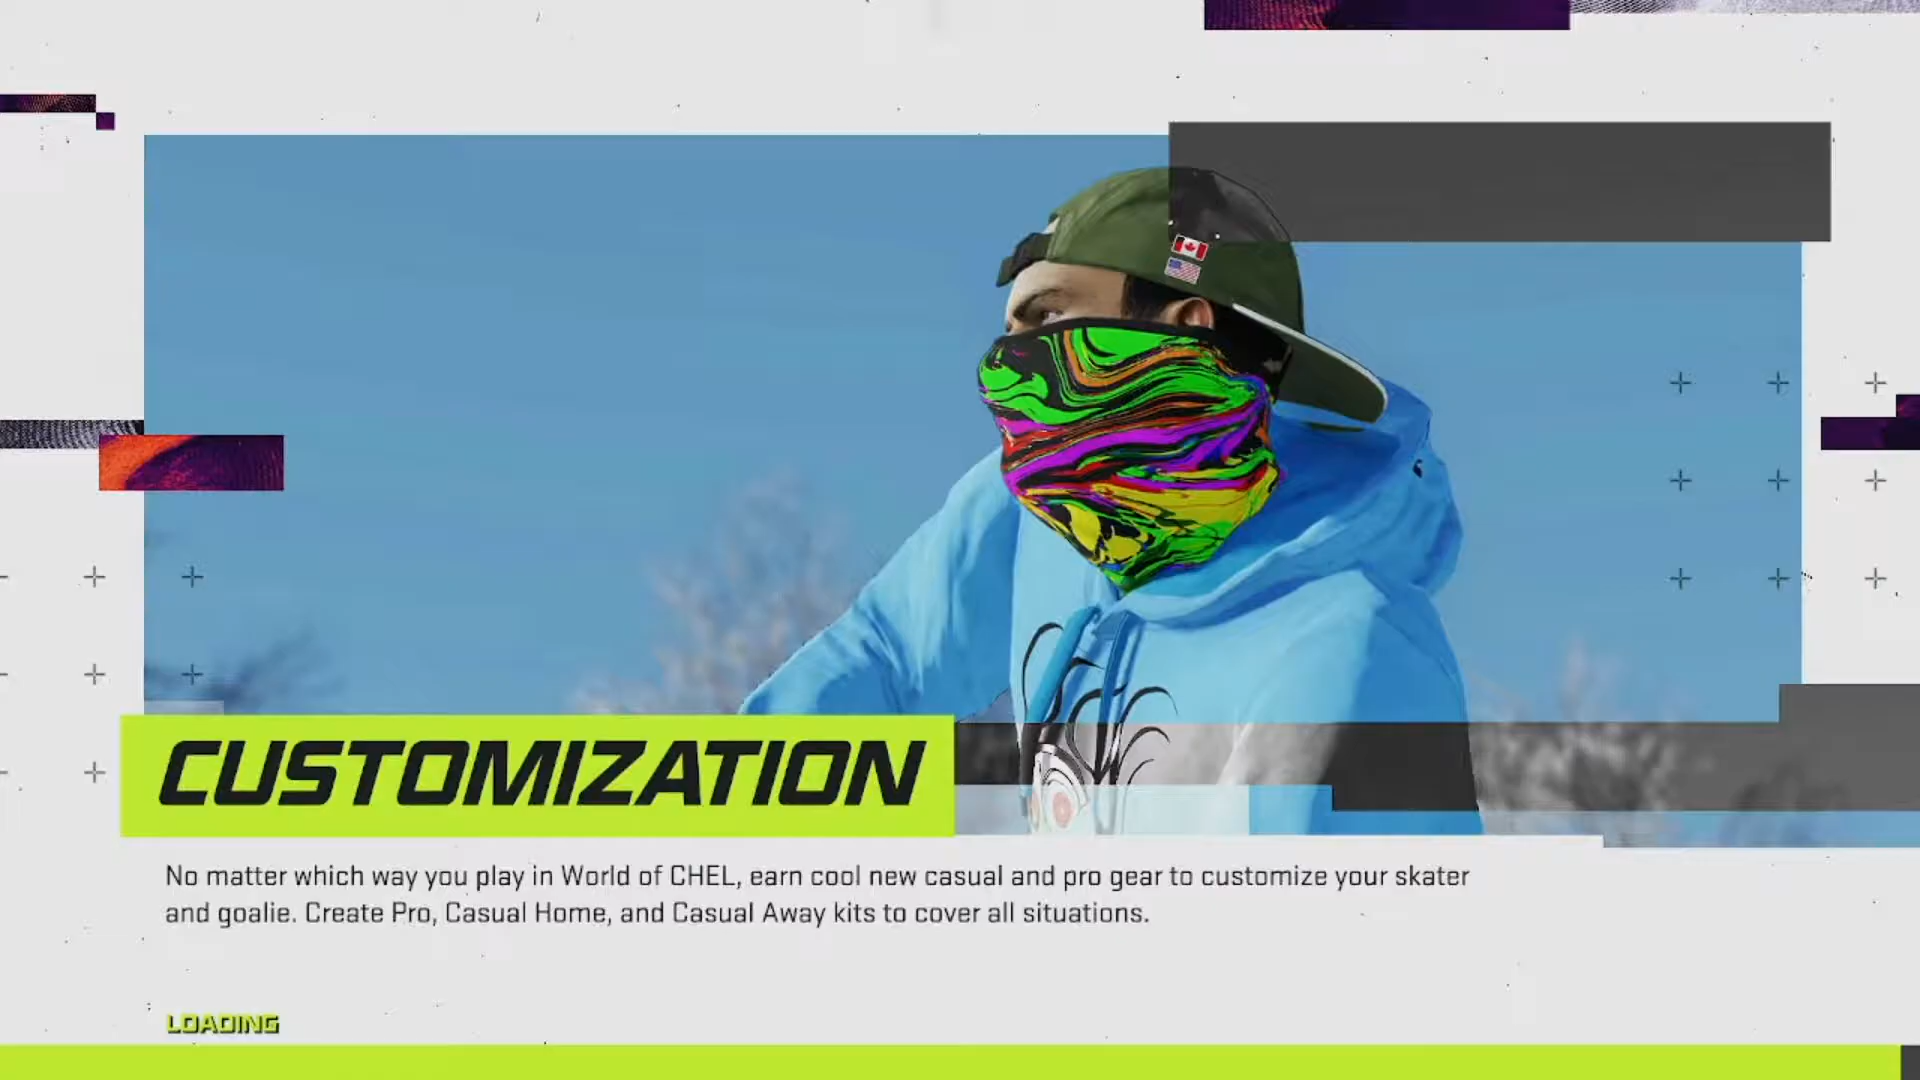 CUSTOMIZATION
No matter which way you play in World of CHEL, earn cool new casual and pro gear to customize your skater
and goalie. Create Pro, Casual Home, and Casual Away kits to cover all situations.
LOADING